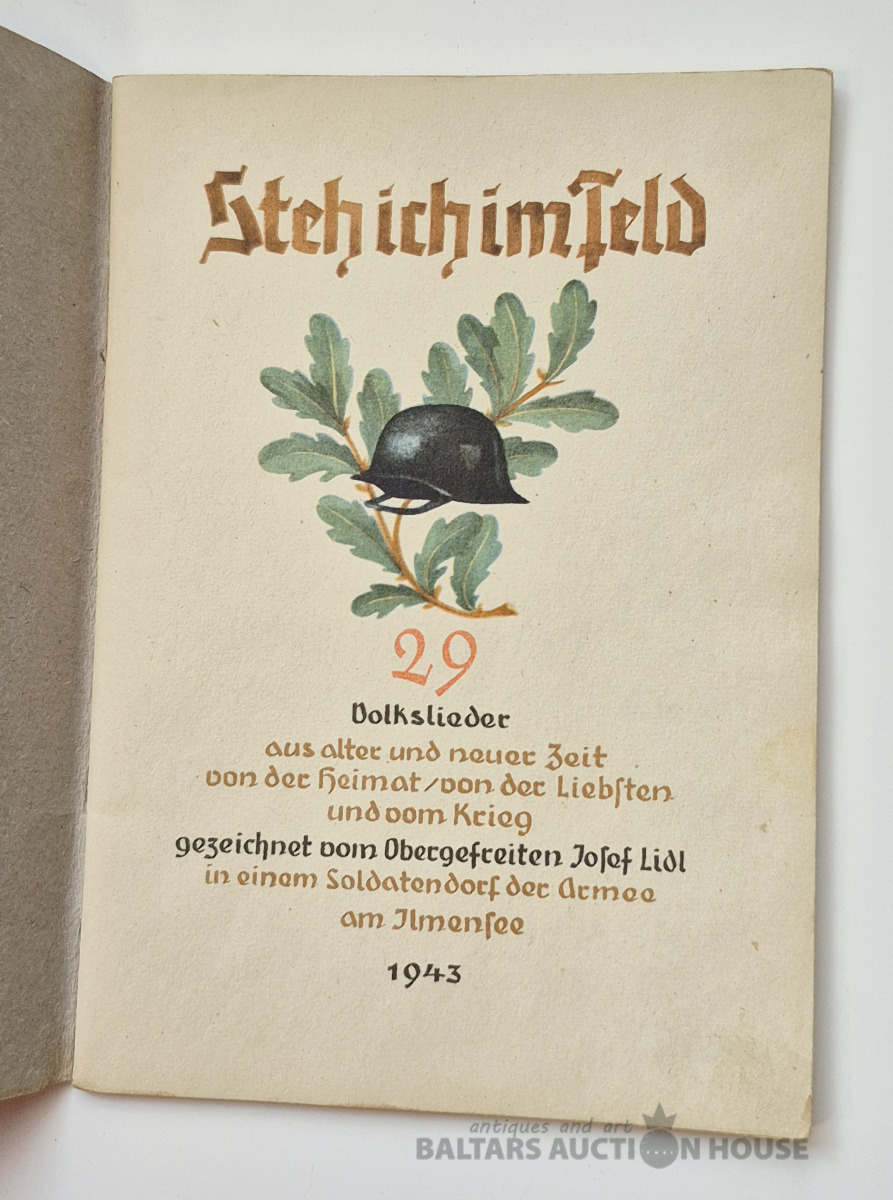 Steh ich im Feld
29
Volkslieder
aus alter und neuer Zeit
von der Heimat/von der Liebsten
und vom Krieg
gezeichnet vom Obergefreiten Josef Lidl
in einem Soldatendorf der Armee
am Ilmensee
1943
antiques and art
BALTARS AUCTION HOUSE